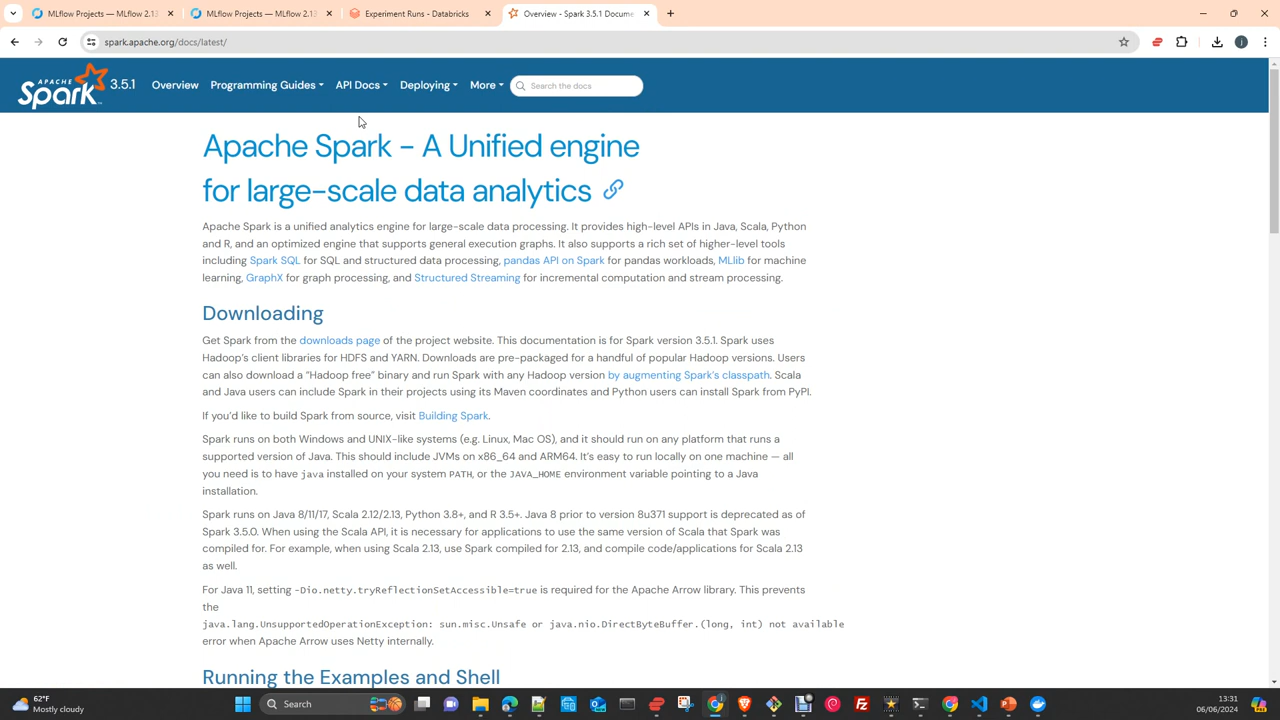 MLflow Projects — MLflow 2.13
MLflow Projects — MLflow 2.13
Experiment Runs - Databricks
Overview - Spark 3.5.1 Docume
spark.apache.org/docs/latest/
APACHE
Spark
3.5.1
Overview
Programming Guides
API Docs
Deploying
More
Search the docs
Apache Spark - A Unified engine
for large-scale data analytics
Apache Spark is a unified analytics engine for large-scale data processing. It provides high-level APIs in Java, Scala, Python
and R, and an optimized engine that supports general execution graphs. It also supports a rich set of higher-level tools
including Spark SQL for SQL and structured data processing, pandas API on Spark for pandas workloads, MLlib for machine
learning, GraphX for graph processing, and Structured Streaming for incremental computation and stream processing.
Downloading
Get Spark from the downloads page of the project website. This documentation is for Spark version 3.5.1. Spark uses
Hadoop's client libraries for HDFS and YARN. Downloads are pre-packaged for a handful of popular Hadoop versions. Users
can also download a “Hadoop free” binary and run Spark with any Hadoop version by augmenting Spark's classpath. Scala
and Java users can include Spark in their projects using its Maven coordinates and Python users can install Spark from PyPI.
If you'd like to build Spark from source, visit Building Spark.
Spark runs on both Windows and UNIX-like systems (e.g. Linux, Mac OS), and it should run on any platform that runs a
supported version of Java. This should include JVMs on x86_64 and ARM64. It's easy to run locally on one machine — all
you need is to have java installed on your system PATH, or the JAVA_HOME environment variable pointing to a Java
installation.
Spark runs on Java 8/11/17, Scala 2.12/2.13, Python 3.8+, and R 3.5+. Java 8 prior to version 8u371 support is deprecated as of
Spark 3.5.0. When using the Scala API, it is necessary for applications to use the same version of Scala that Spark was
compiled for. For example, when using Scala 2.13, use Spark compiled for 2.13, and compile code/applications for Scala 2.13
as well.
For Java 11, setting -Dio.netty.tryReflectionSetAccessible=true is required for the Apache Arrow library. This prevents
the
java.lang.UnsupportedOperationException: sun.misc.Unsafe or java.nio.DirectByteBuffer.(long, int) not available
error when Apache Arrow uses Netty internally.
Running the Examples and Shell
62°F
Mostly cloudy
Search
13:31
06/06/2024